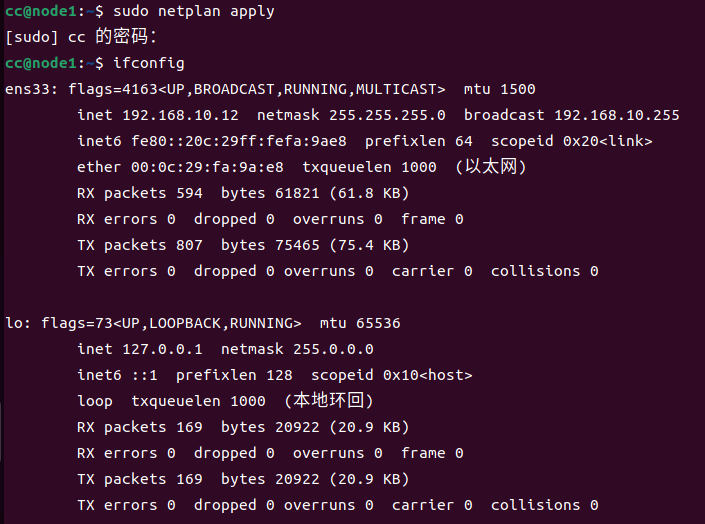 cc@node1:~$ sudo netplan apply
[sudo] cc 的密码：
cc@node1:~$ ifconfig
ens33: flags=4163<UP,BROADCAST,RUNNING,MULTICAST>  mtu 1500
        inet 192.168.10.12  netmask 255.255.255.0  broadcast 192.168.10.255
        inet6 fe80::20c:29ff:fefa:9ae8  prefixlen 64  scopeid 0x20<link>
        ether 00:0c:29:fa:9a:e8  txqueuelen 1000  (以太网)
        RX packets 594  bytes 61821 (61.8 KB)
        RX errors 0  dropped 0  overruns 0  frame 0
        TX packets 807  bytes 75465 (75.4 KB)
        TX errors 0  dropped 0 overruns 0  carrier 0  collisions 0

lo: flags=73<UP,LOOPBACK,RUNNING>  mtu 65536
        inet 127.0.0.1  netmask 255.0.0.0
        inet6 ::1  prefixlen 128  scopeid 0x10<host>
        loop  txqueuelen 1000  (本地环回)
        RX packets 169  bytes 20922 (20.9 KB)
        RX errors 0  dropped 0  overruns 0  frame 0
        TX packets 169  bytes 20922 (20.9 KB)
        TX errors 0  dropped 0 overruns 0  carrier 0  collisions 0